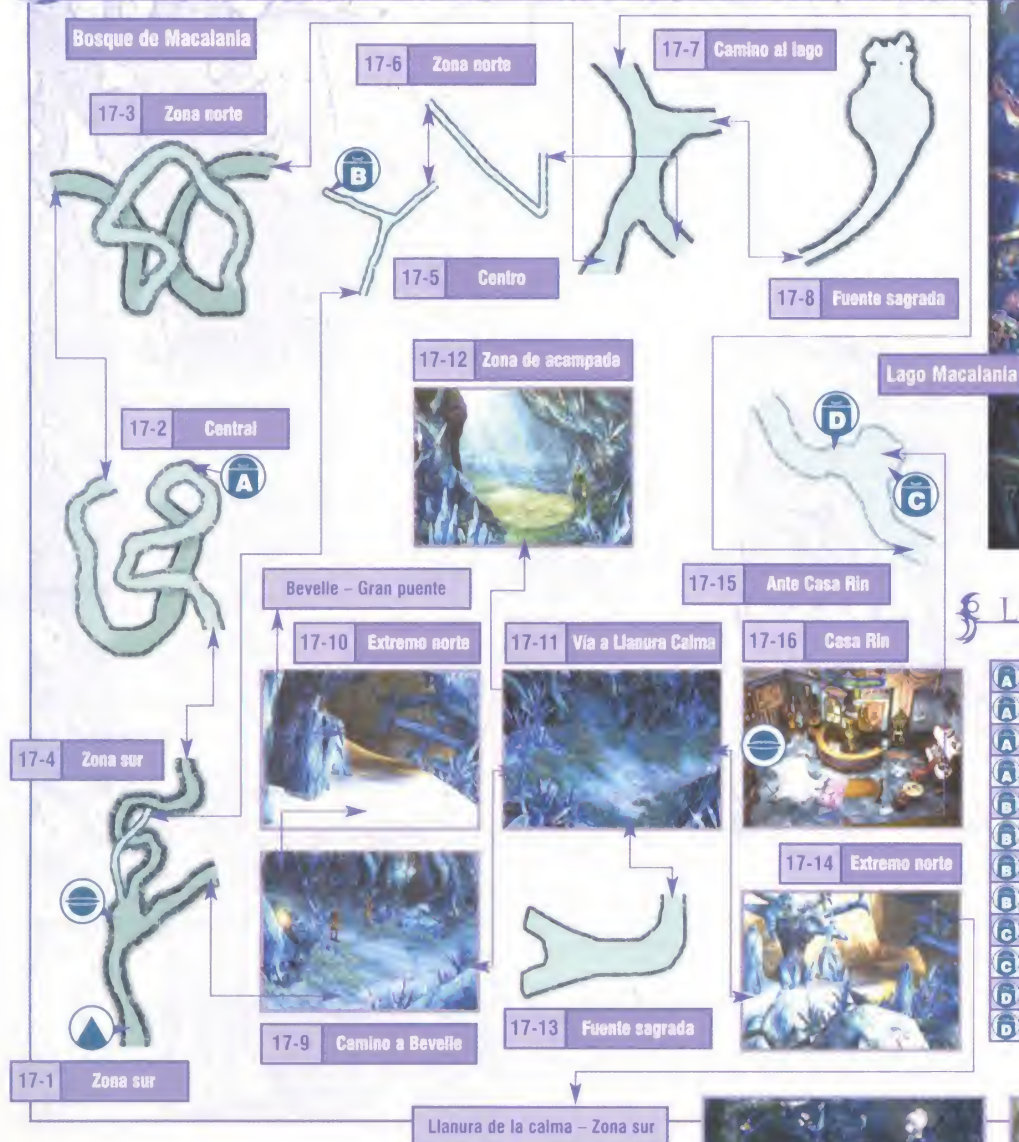 Bosque de Macalania
17-6 Zona norte
17-7 Camino al lago
17-3 Zona norte
B
17-5 Centro
17-8 Fuente sagrada
17-12 Zona de acampada
Lago Macalania
D
17-2 Central
A
C
Bevelle – Gran puente
17-15 Ante Casa Rin
17-10 Extremo norte
17-11 Vía a Llanura Calma
17-16 Casa Rin
A
A
A
A
B
B
B
B
C
C
D
D
17-4 Zona sur
17-14 Extremo norte
17-9 Camino a Bevelle
17-13 Fuente sagrada
17-1 Zona sur
Llanura de la calma – Zona sur